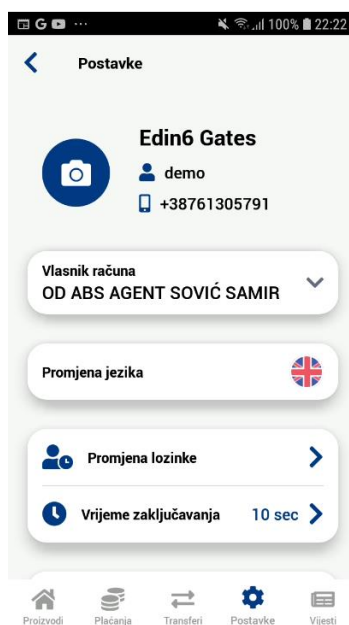 100% 22:22
Postavke
Edin6 Gates
demo
+38761305791
Vlasnik računa
OD ABS AGENT SOVIĆ SAMIR
Promjena jezika
Promjena lozinke
Vrijeme zaključavanja 10 sec
Proizvodi Plaćanja Transferi Postavke Vijesti